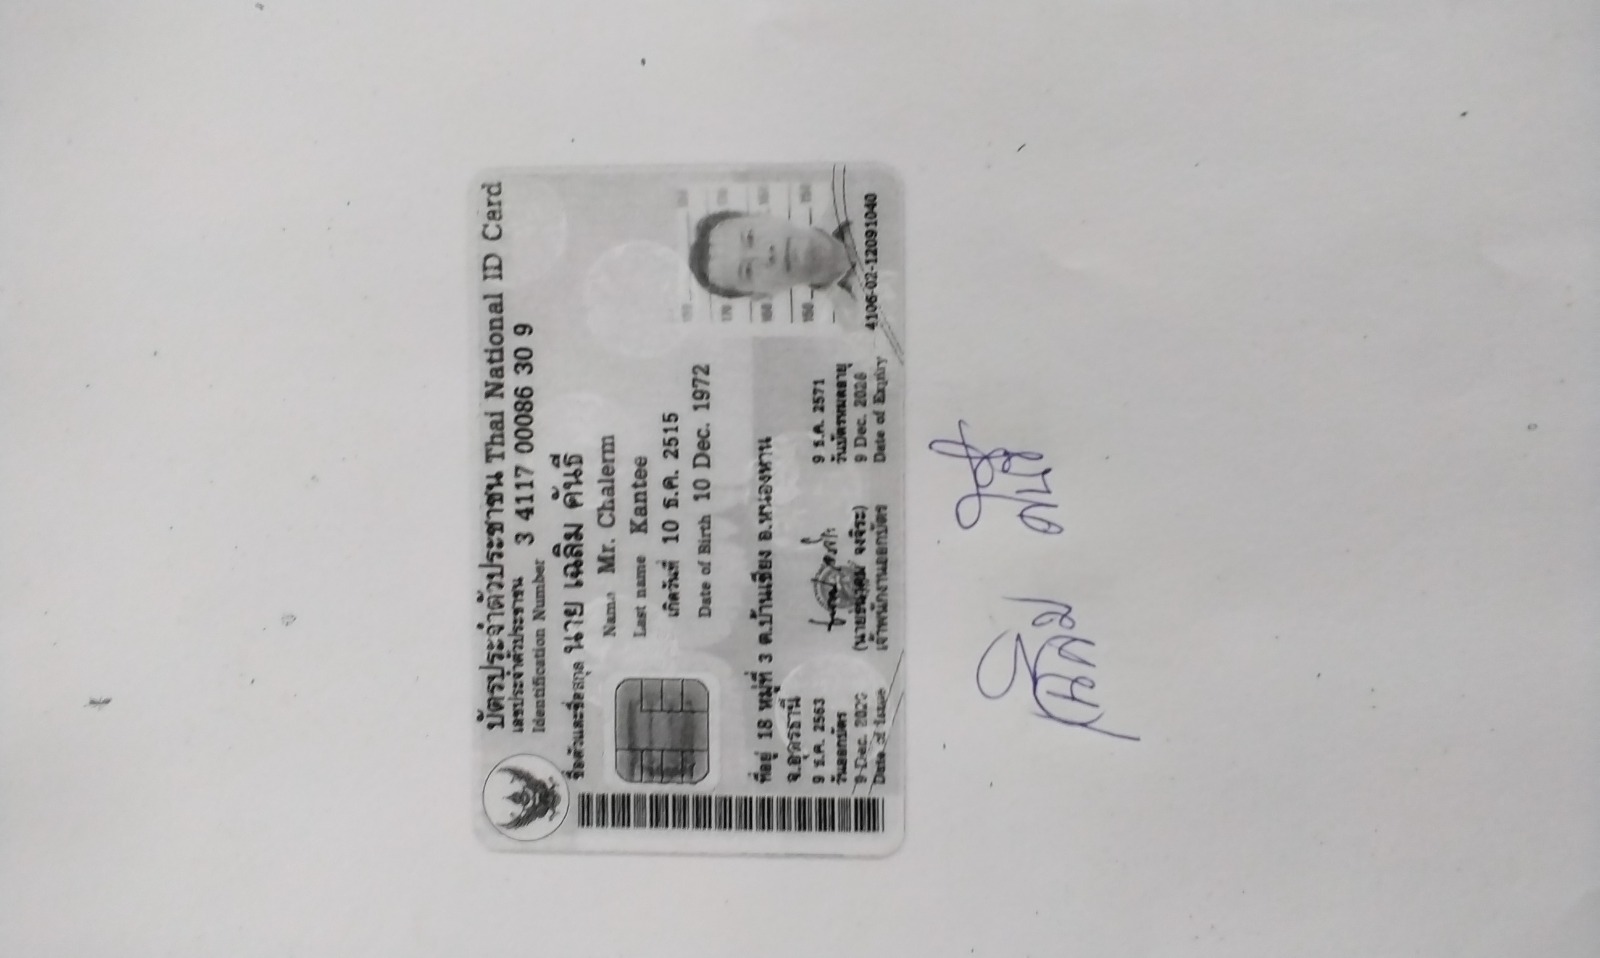 บัตรประจำตัวประชาชน Thai National ID Card
เลขประจำตัวประชาชน 3 4117 00086 30 9
Identification Number
ชื่อตัวและชื่อสกุล นาย เฉลิม คันธี
Name Mr. Chalerm
Last name Kantee
เกิดวันที่ 10 ธ.ค. 2515
Date of Birth 10 Dec. 1972
ที่อยู่ 18 หมู่ที่ 3 ต.บ้านเชียง อ.หนองหาน
จ.อุดรธานี
9 ธ.ค. 2563
วันออกบัตร
9 Dec. 2020
Date of Issue
เจ้าพนักงานออกบัตร
9 ธ.ค. 2571
วันบัตรหมดอายุ
9 Dec. 2028
Date of Expiry
4106-02-12091040
เฉลิม คันธี